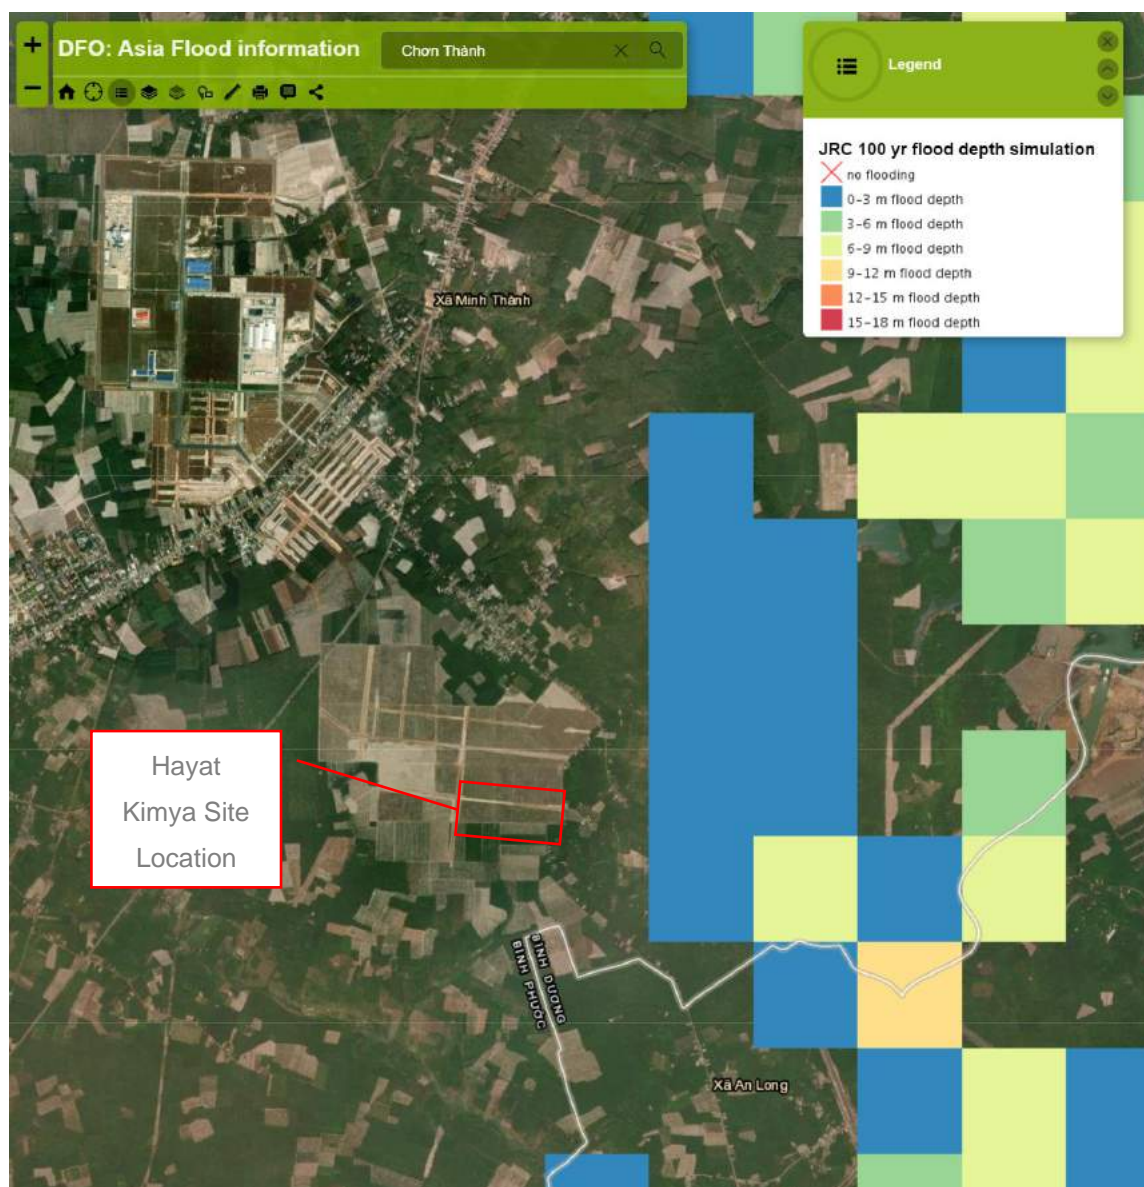 DFO: Asia Flood information
Chơn Thành
Legend
JRC 100 yr flood depth simulation
no flooding
0-3 m flood depth
3-6 m flood depth
6-9 m flood depth
9-12 m flood depth
12-15 m flood depth
15-18 m flood depth
Xã Minh Thành
Hayat
Kimya Site
Location
BÌNH DƯƠNG
BÌNH PHƯỚC
Xã An Long